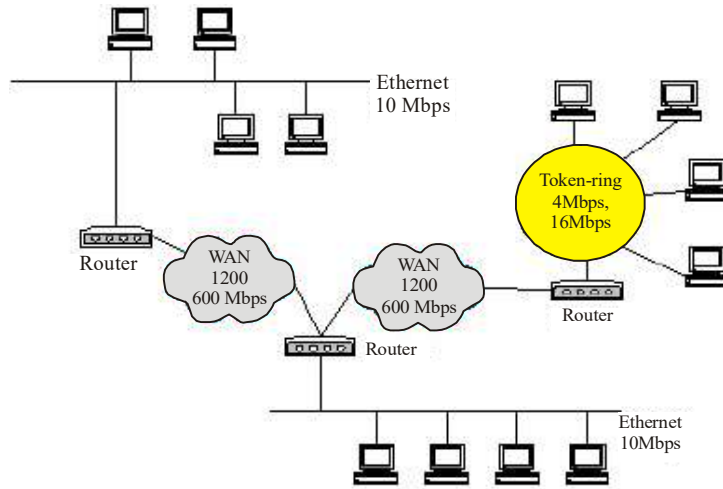 Ethernet
10 Mbps
Token-ring
4Mbps,
16Mbps
Router
WAN
1200
600 Mbps
WAN
1200
600 Mbps
Router
Router
Ethernet
10Mbps